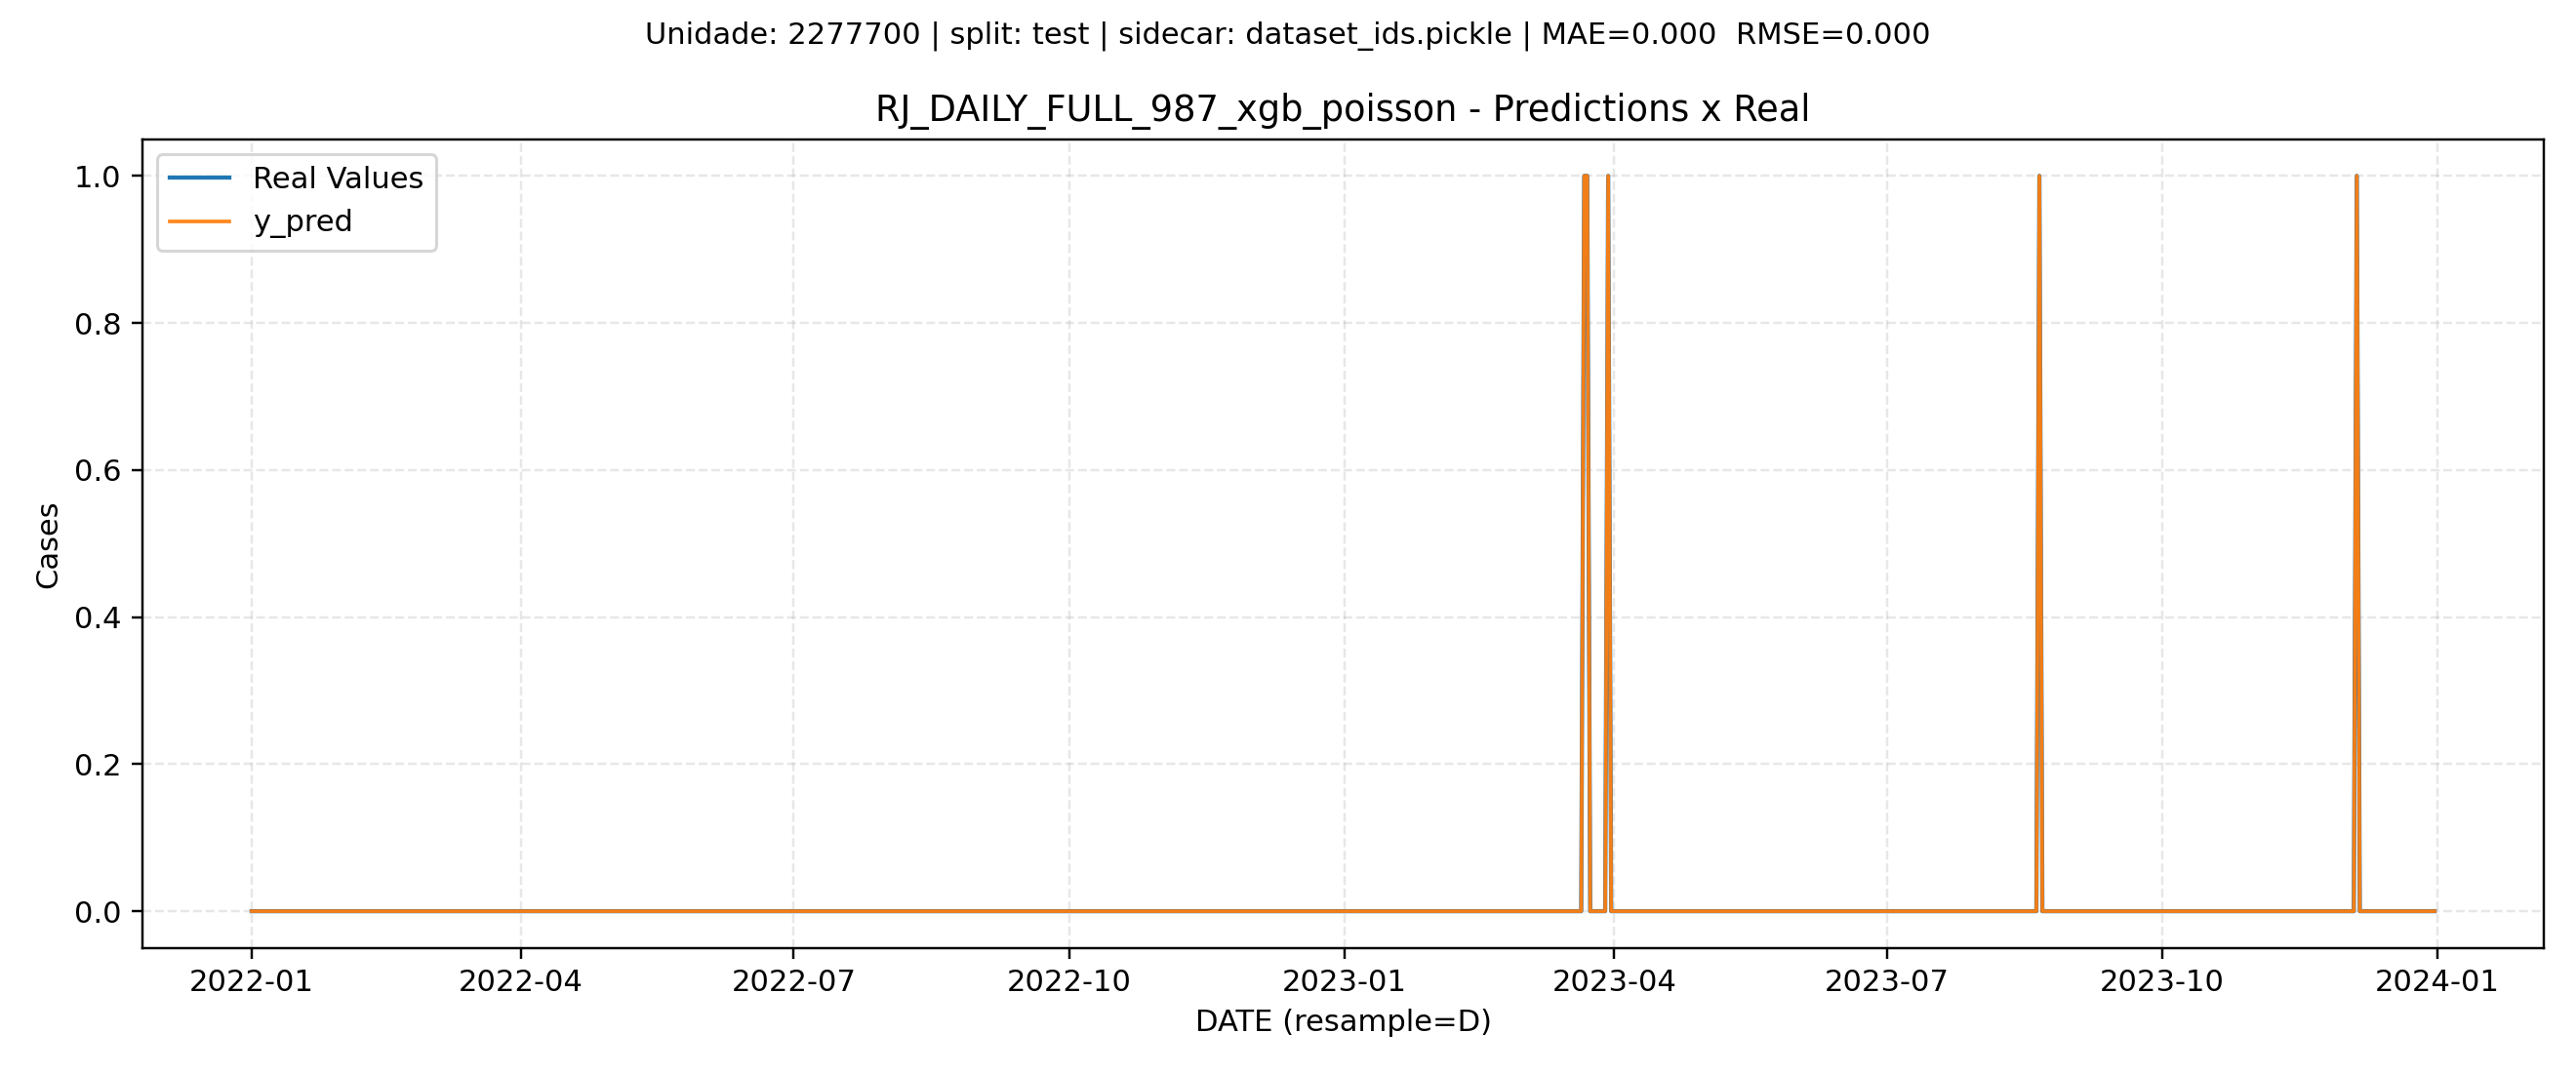 Unidade: 2277700 | split: test | sidecar: dataset_ids.pickle | MAE=0.000  RMSE=0.000
RJ_DAILY_FULL_987_xgb_poisson - Predictions x Real
Real Values
y_pred
1.0
0.8
0.6
0.4
0.2
0.0
Cases
2022-01 2022-04 2022-07 2022-10 2023-01 2023-04 2023-07 2023-10 2024-01
DATE (resample=D)